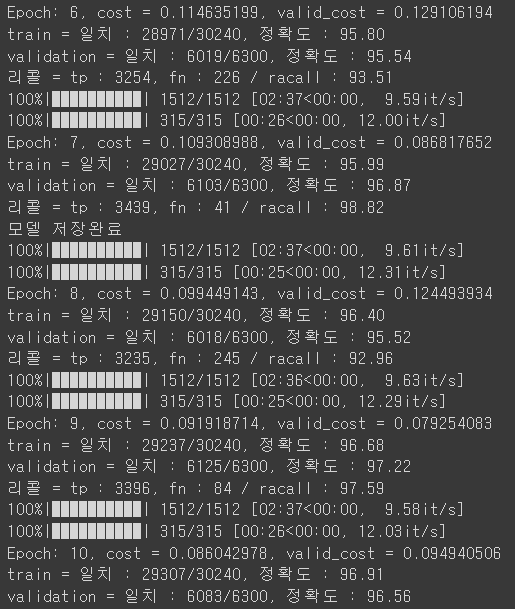 Epoch: 6, cost = 0.114635199, valid_cost = 0.129106194
train = 일치 : 28971/30240, 정확도 : 95.80
validation = 일치 : 6019/6300, 정확도 : 95.54
리콜 = tp : 3254, fn : 226 / racall : 93.51
100%|██████████| 1512/1512 [02:37<00:00,  9.59it/s]
100%|██████████| 315/315 [00:26<00:00, 12.00it/s]
Epoch: 7, cost = 0.109308988, valid_cost = 0.086817652
train = 일치 : 29027/30240, 정확도 : 95.99
validation = 일치 : 6103/6300, 정확도 : 96.87
리콜 = tp : 3439, fn : 41 / racall : 98.82
모델 저장완료
100%|██████████| 1512/1512 [02:37<00:00,  9.61it/s]
100%|██████████| 315/315 [00:25<00:00, 12.31it/s]
Epoch: 8, cost = 0.099449143, valid_cost = 0.124493934
train = 일치 : 29150/30240, 정확도 : 96.40
validation = 일치 : 6018/6300, 정확도 : 95.52
리콜 = tp : 3235, fn : 245 / racall : 92.96
100%|██████████| 1512/1512 [02:36<00:00,  9.63it/s]
100%|██████████| 315/315 [00:25<00:00, 12.29it/s]
Epoch: 9, cost = 0.091918714, valid_cost = 0.079254083
train = 일치 : 29237/30240, 정확도 : 96.68
validation = 일치 : 6125/6300, 정확도 : 97.22
리콜 = tp : 3396, fn : 84 / racall : 97.59
100%|██████████| 1512/1512 [02:37<00:00,  9.58it/s]
100%|██████████| 315/315 [00:26<00:00, 12.03it/s]
Epoch: 10, cost = 0.086042978, valid_cost = 0.094940506
train = 일치 : 29307/30240, 정확도 : 96.91
validation = 일치 : 6083/6300, 정확도 : 96.56